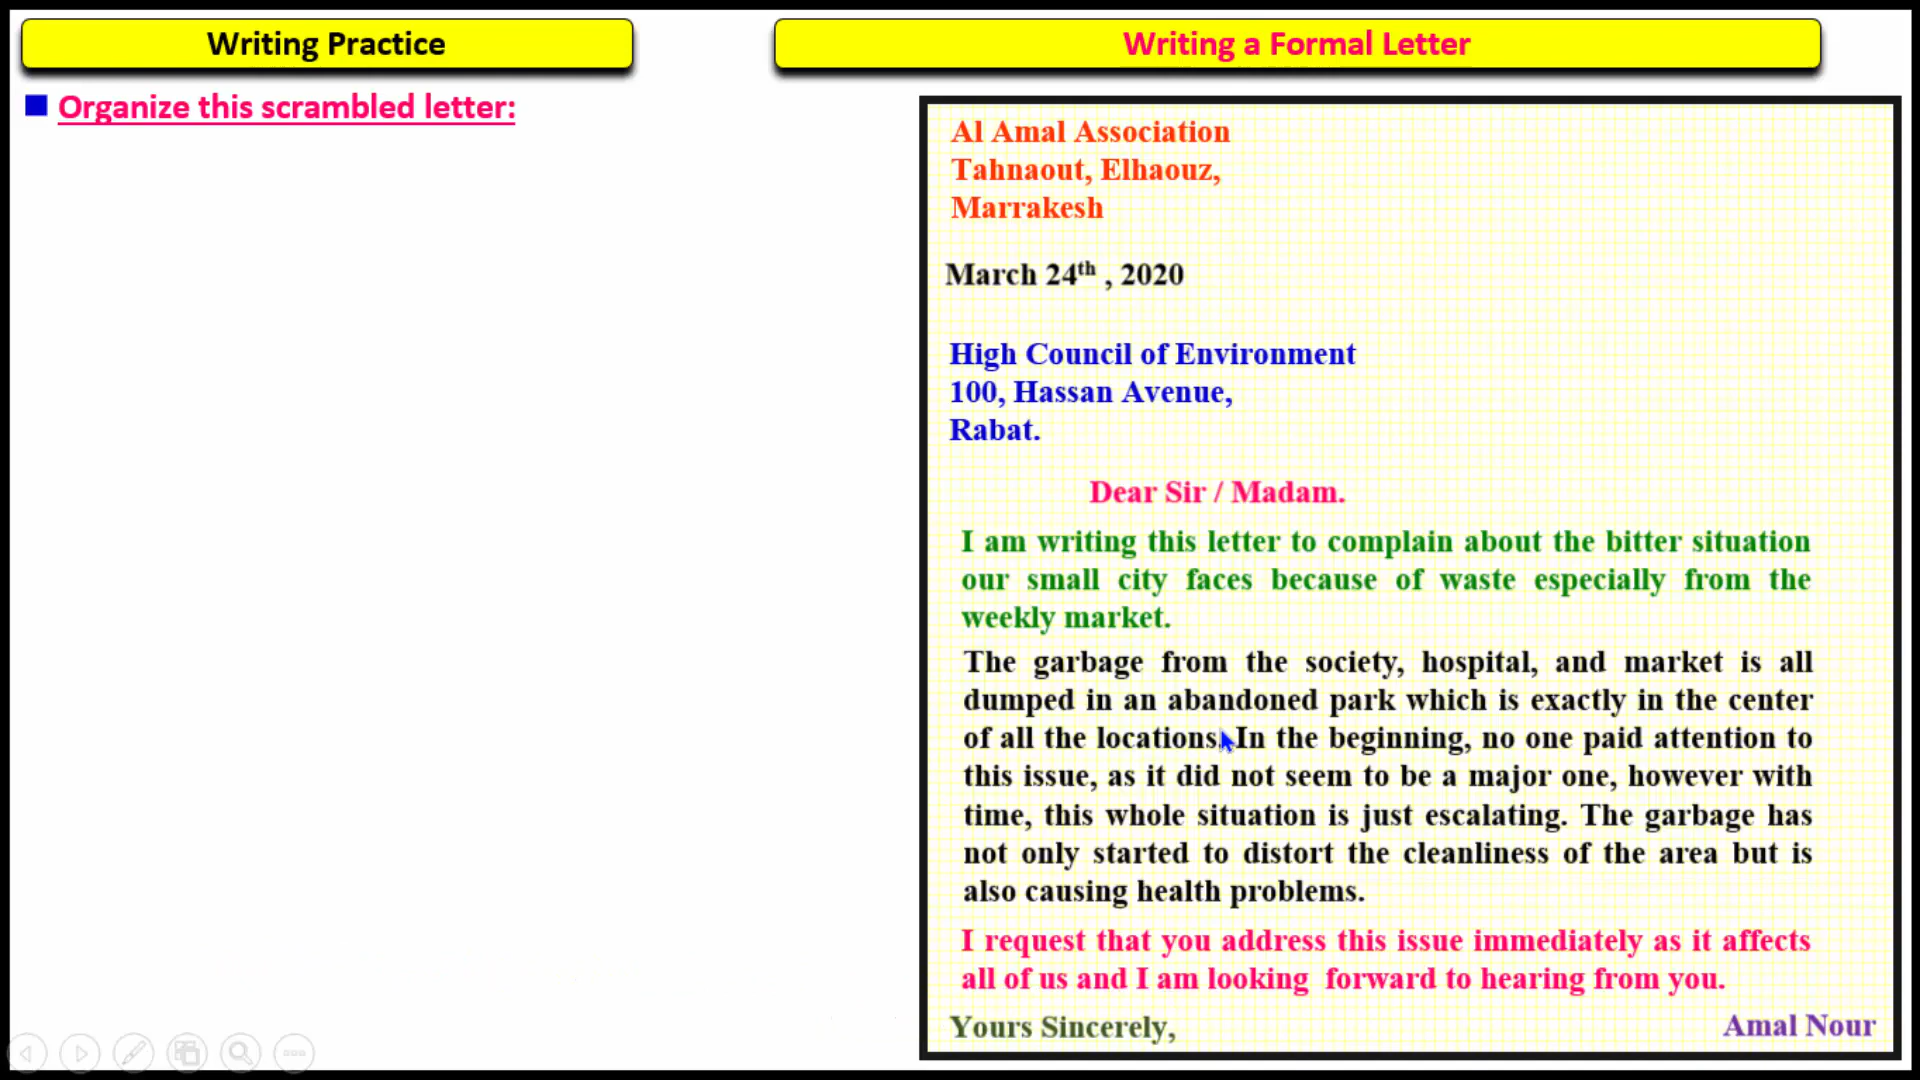 Writing Practice
Writing a Formal Letter
Organize this scrambled letter:
Al Amal Association
Tahnaout, Elhaouz,
Marrakesh
March 24th , 2020
High Council of Environment
100, Hassan Avenue,
Rabat.
Dear Sir / Madam.
I am writing this letter to complain about the bitter situation
our small city faces because of waste especially from the
weekly market.
The garbage from the society, hospital, and market is all
dumped in an abandoned park which is exactly in the center
of all the locations. In the beginning, no one paid attention to
this issue, as it did not seem to be a major one, however with
time, this whole situation is just escalating. The garbage has
not only started to distort the cleanliness of the area but is
also causing health problems.
I request that you address this issue immediately as it affects
all of us and I am looking forward to hearing from you.
Yours Sincerely,
Amal Nour